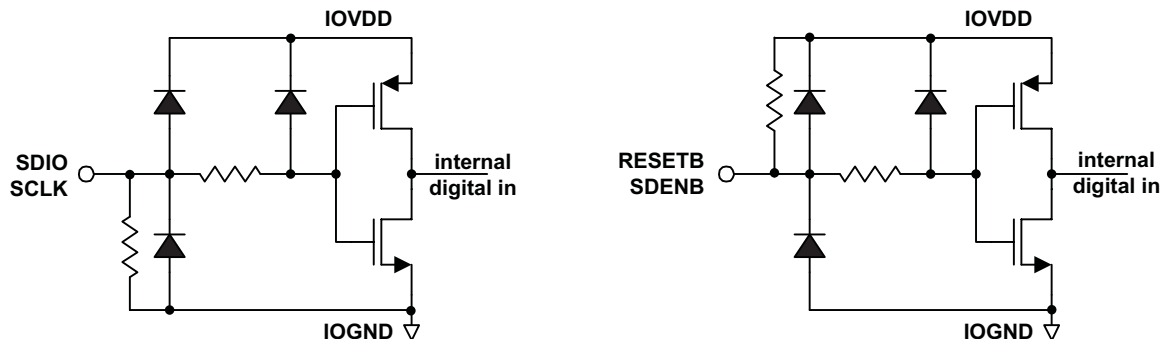 IOVDD
SDIO
SCLK
internal
digital in
IOGND
IOVDD
RESETB
SDENB
internal
digital in
IOGND